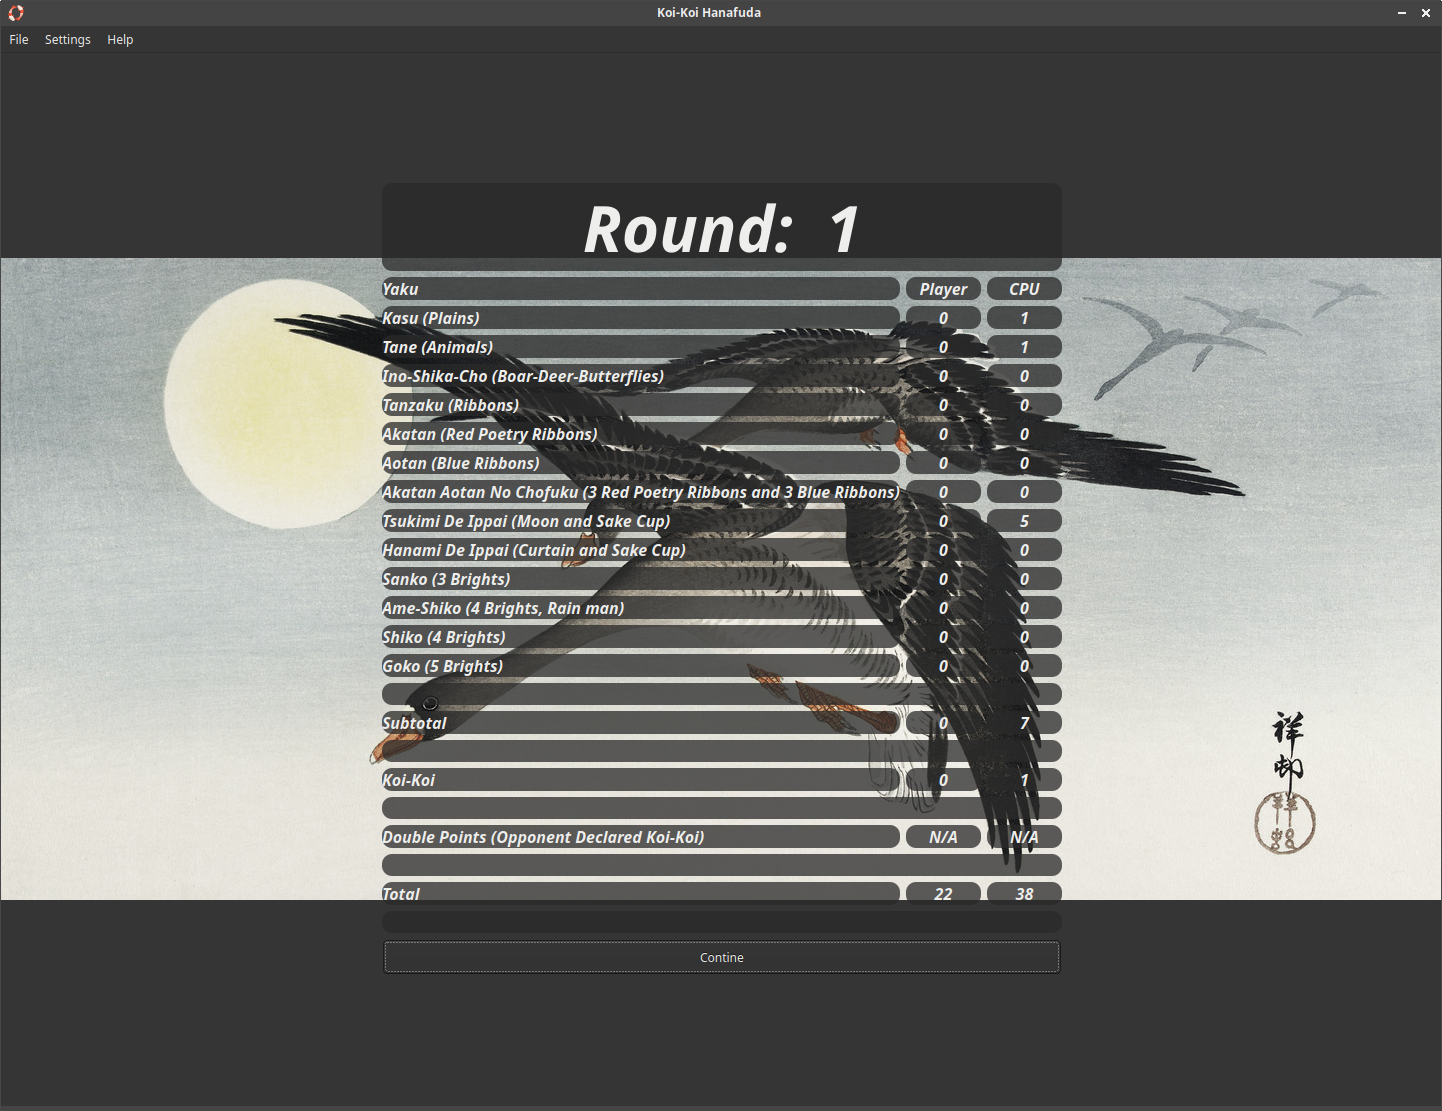 Koi-Koi Hanafuda
File Settings Help
Round: 1
Yaku Player CPU
Kasu (Plains) 0 1
Tane (Animals) 0 1
Ino-Shika-Cho (Boar-Deer-Butterflies) 0 0
Tanzaku (Ribbons) 0 0
Akatan (Red Poetry Ribbons) 0 0
Aotan (Blue Ribbons) 0 0
Akatan Aotan No Chofuku (3 Red Poetry Ribbons and 3 Blue Ribbons) 0 0
Tsukimi De Ippai (Moon and Sake Cup) 0 5
Hanami De Ippai (Curtain and Sake Cup) 0 0
Sanko (3 Brights) 0 0
Ame-Shiko (4 Brights, Rain man) 0 0
Shiko (4 Brights) 0 0
Goko (5 Brights) 0 0
Subtotal 0 7
Koi-Koi 0 1
Double Points (Opponent Declared Koi-Koi) N/A N/A
Total 22 38
Contine
祥邨